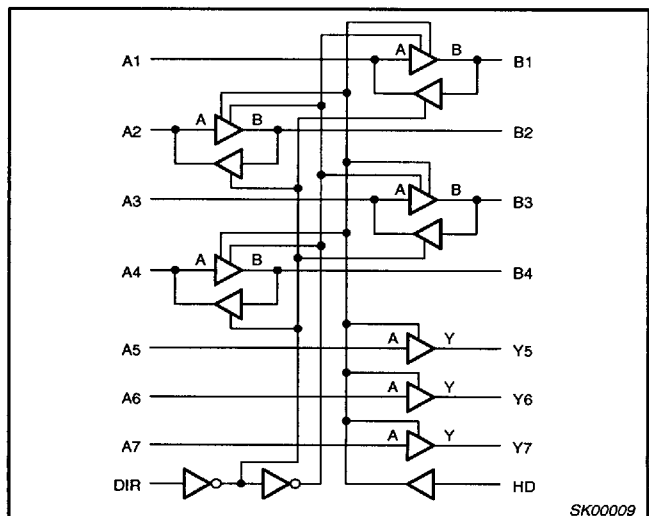 A1 A B B1
A2 A B B2
A3 A B B3
A4 A B B4
A5 A Y Y5
A6 A Y Y6
A7 A Y Y7
DIR HD
SK00009